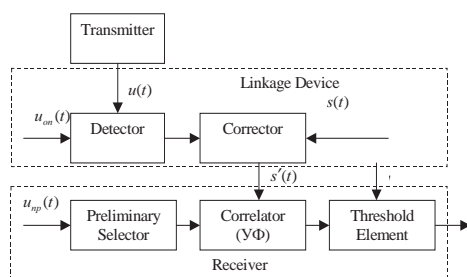 Transmitter
u(t)
Linkage Device
u_on(t)
s(t)
Detector
Corrector
s′(t)
'
u_np(t)
Preliminary
Selector
Correlator
(УФ)
Threshold
Element
Receiver